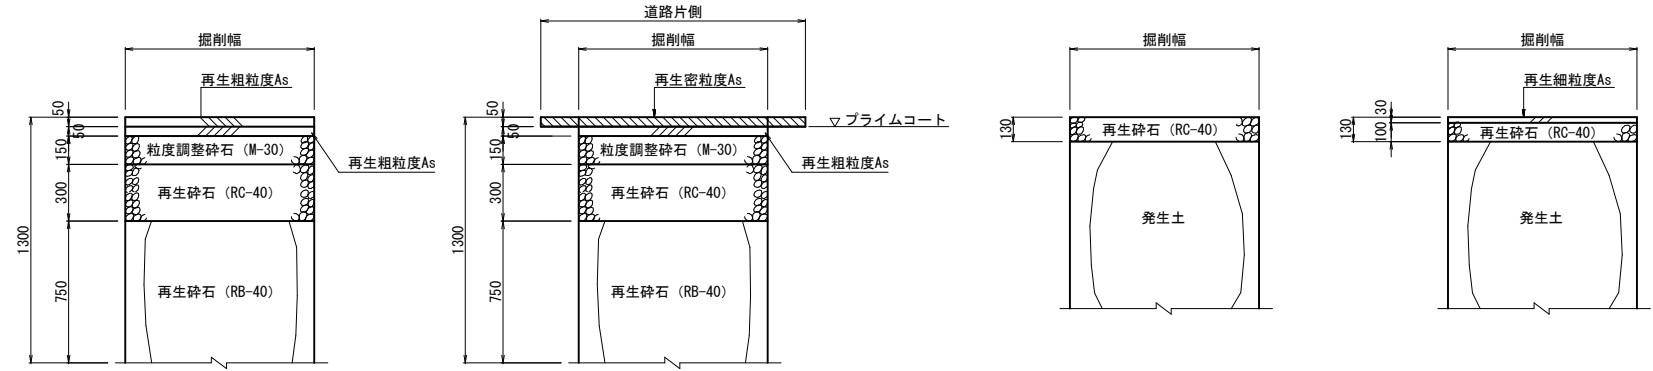 掘削幅
再生粗粒度As
50
50
150
粒度調整砕石（M-30）
再生粗粒度As
300
再生砕石（RC-40）
1300
750
再生砕石（RB-40）
道路片側
掘削幅
再生密粒度As
50
50
▽プライムコート
150
粒度調整砕石（M-30）
再生粗粒度As
300
再生砕石（RC-40）
1300
750
再生砕石（RB-40）
掘削幅
130
再生砕石（RC-40）
発生土
掘削幅
再生細粒度As
30
130
100
再生砕石（RC-40）
発生土